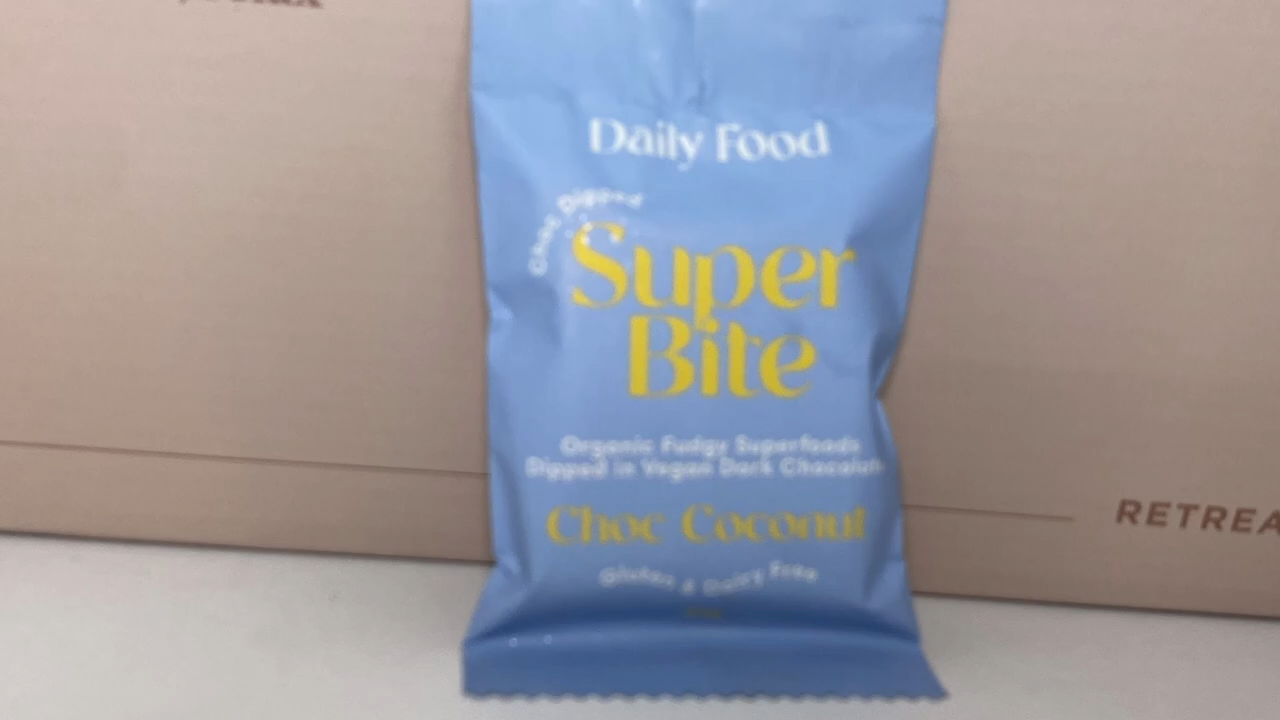 Daily Food
Choc Dipped
Super
Bite
Organic Fudgy Superfoods
Dipped in Vegan Dark Chocolate
Choc Coconut
Gluten & Dairy Free
RETREA